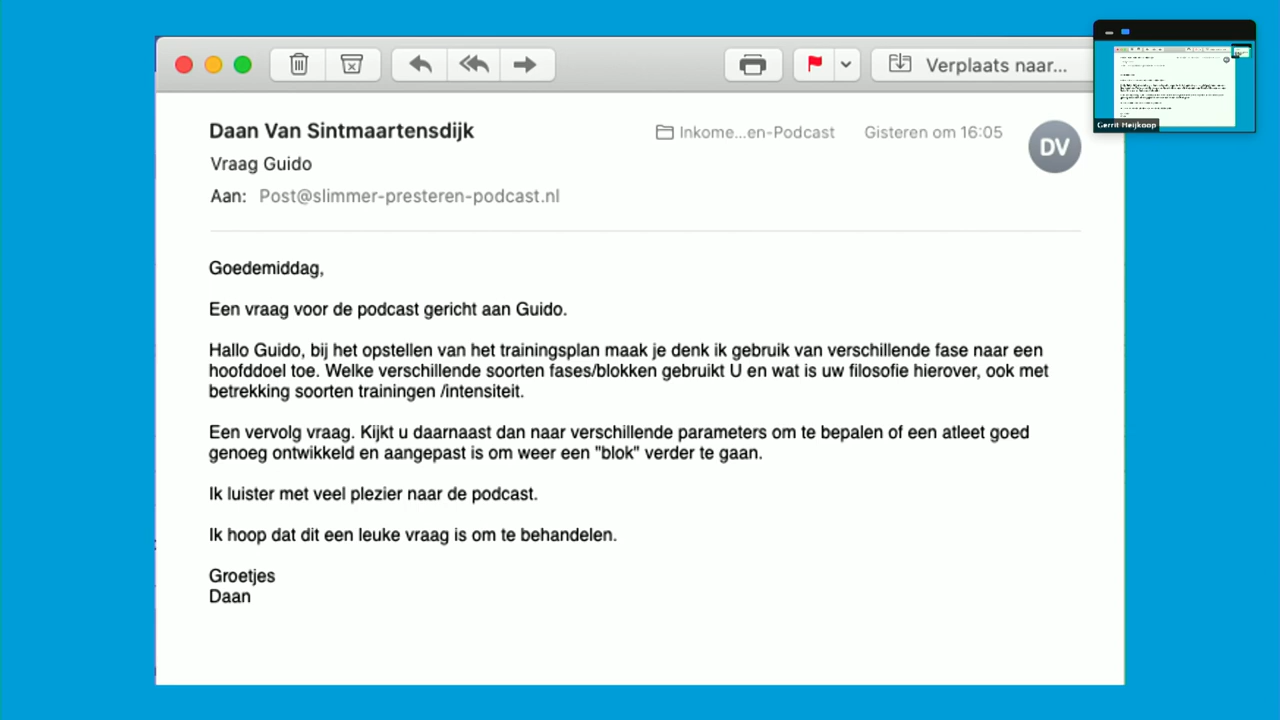 Verplaats naar...
Daan Van Sintmaartensdijk
Inkome...en-Podcast
Gisteren om 16:05
DV
Vraag Guido
Aan: Post@slimmer-presteren-podcast.nl
Gerrit Heijkoop
Goedemiddag,
Een vraag voor de podcast gericht aan Guido.
Hallo Guido, bij het opstellen van het trainingsplan maak je denk ik gebruik van verschillende fase naar een
hoofddoel toe. Welke verschillende soorten fases/blokken gebruikt U en wat is uw filosofie hierover, ook met
betrekking soorten trainingen /intensiteit.
Een vervolg vraag. Kijkt u daarnaast dan naar verschillende parameters om te bepalen of een atleet goed
genoeg ontwikkeld en aangepast is om weer een "blok" verder te gaan.
Ik luister met veel plezier naar de podcast.
Ik hoop dat dit een leuke vraag is om te behandelen.
Groetjes
Daan